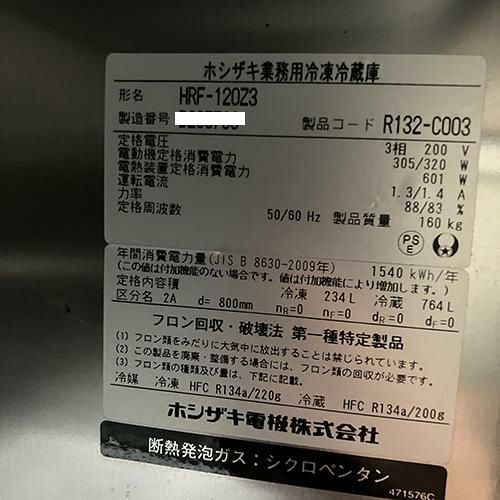 ホシザキ業務用冷凍冷蔵庫
形名 HRF-120Z3
製造番号
製品コード R132-C003
定格電圧 3相 200 V
電動機定格消費電力 305/320 W
電熱装置定格消費電力 601 W
運転電流 1.3/1.4 A
力率 88/83 %
定格周波数 50/60 Hz 製品質量 160 kg
PSE
年間消費電力量(JIS B 8630-2009年) 1540 kWh/年
(この値は付加機能のない場合です。付加機能により増加します。)
定格内容積 冷凍 234 L 冷蔵 764 L
区分名 2A d= 800mm nR=0 nF=0 dR=0 dF=0
フロン回収・破壊法 第一種特定製品
(1) フロン類をみだりに大気中に放出することは禁じられています。
(2) この製品を廃棄・整備する場合には、フロン類の回収が必要です。
(3) フロン類の種類及び量は、下記に記載。
冷媒 冷凍 HFC R134a/220g 冷蔵 HFC R134a/200g
ホシザキ電機株式会社
断熱発泡ガス：シクロペンタン
471576C